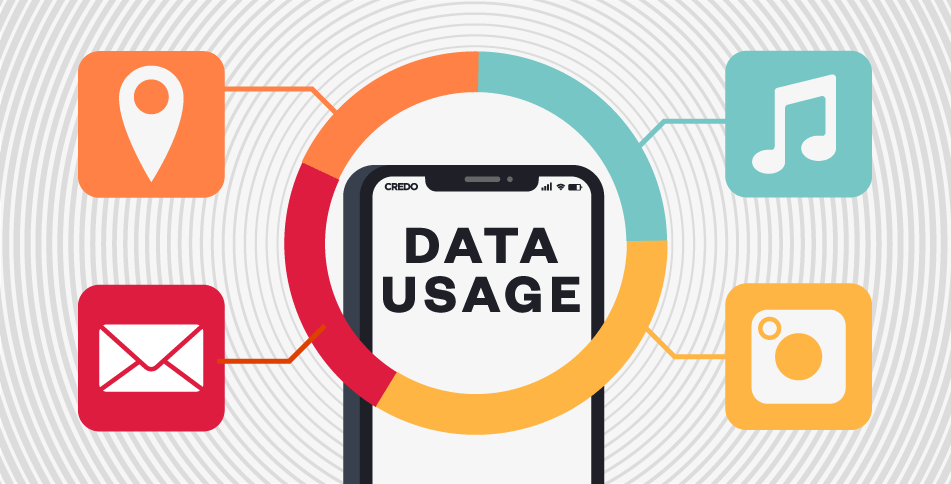 CREDO
DATA
USAGE